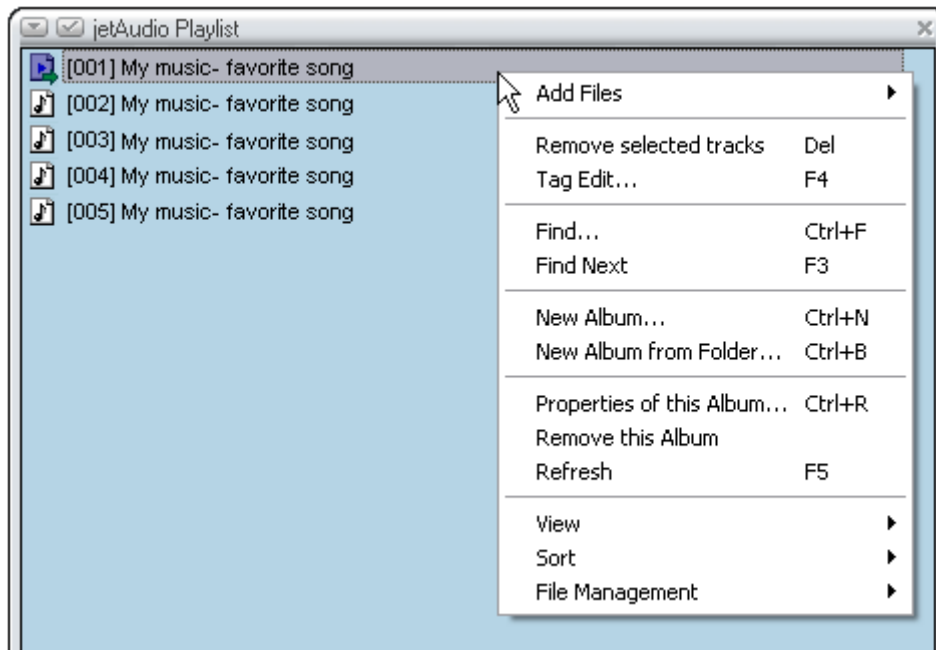 jetAudio Playlist
[001] My music- favorite song
[002] My music- favorite song
[003] My music- favorite song
[004] My music- favorite song
[005] My music- favorite song
Add Files
Remove selected tracks Del
Tag Edit... F4
Find... Ctrl+F
Find Next F3
New Album... Ctrl+N
New Album from Folder... Ctrl+B
Properties of this Album... Ctrl+R
Remove this Album
Refresh F5
View
Sort
File Management